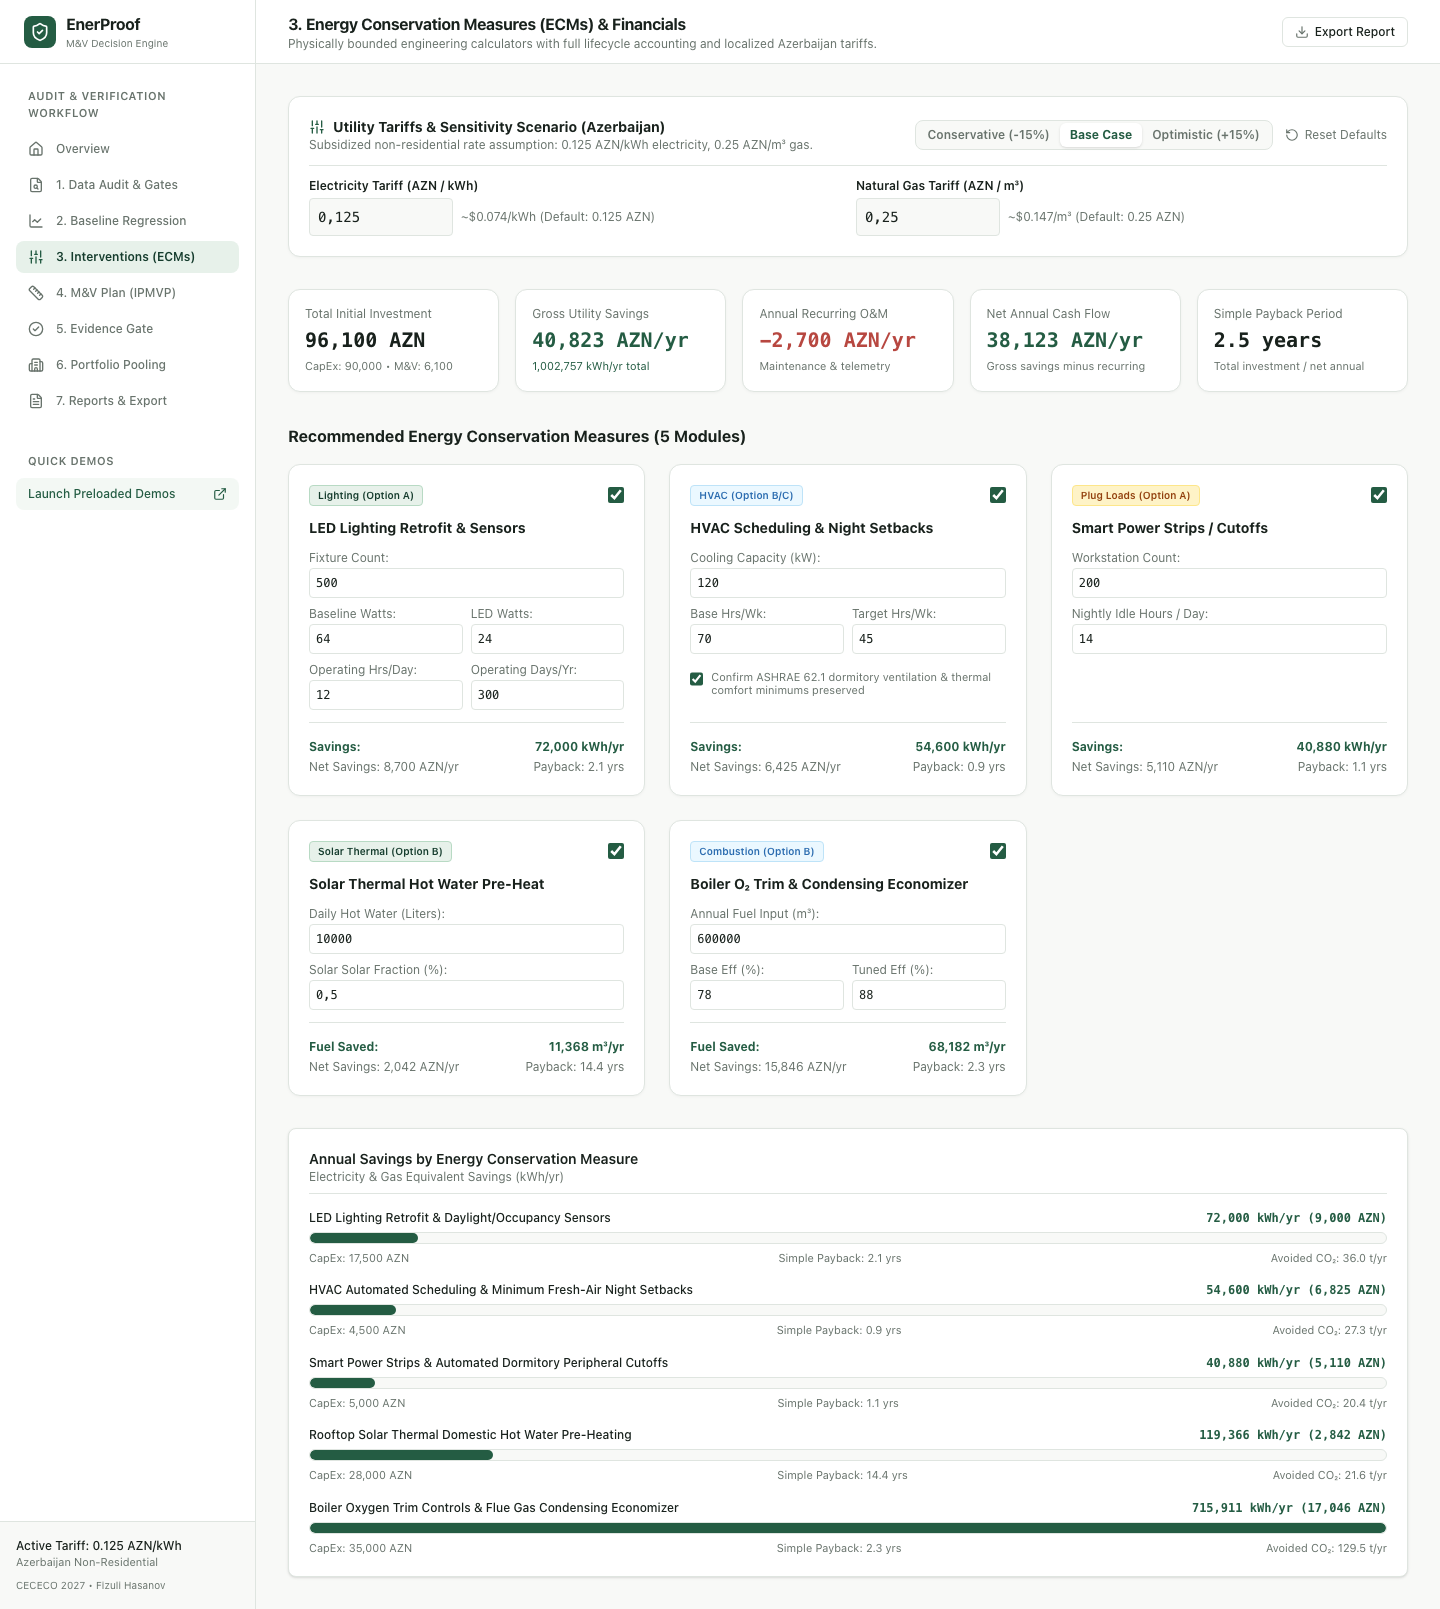 EnerProof
M&V Decision Engine
AUDIT & VERIFICATION
WORKFLOW
Overview
1. Data Audit & Gates
2. Baseline Regression
3. Interventions (ECMs)
4. M&V Plan (IPMVP)
5. Evidence Gate
6. Portfolio Pooling
7. Reports & Export
QUICK DEMOS
Launch Preloaded Demos
Active Tariff: 0.125 AZN/kWh
Azerbaijan Non-Residential
CECECO 2027 • Fizuli Hasanov
3. Energy Conservation Measures (ECMs) & Financials
Physically bounded engineering calculators with full lifecycle accounting and localized Azerbaijan tariffs.
Export Report
Utility Tariffs & Sensitivity Scenario (Azerbaijan)
Subsidized non-residential rate assumption: 0.125 AZN/kWh electricity, 0.25 AZN/m³ gas.
Conservative (-15%) Base Case Optimistic (+15%) Reset Defaults
Electricity Tariff (AZN / kWh)
0,125 ~$0.074/kWh (Default: 0.125 AZN)
Natural Gas Tariff (AZN / m³)
0,25 ~$0.147/m³ (Default: 0.25 AZN)
Total Initial Investment
96,100 AZN
CapEx: 90,000 • M&V: 6,100
Gross Utility Savings
40,823 AZN/yr
1,002,757 kWh/yr total
Annual Recurring O&M
−2,700 AZN/yr
Maintenance & telemetry
Net Annual Cash Flow
38,123 AZN/yr
Gross savings minus recurring
Simple Payback Period
2.5 years
Total investment / net annual
Recommended Energy Conservation Measures (5 Modules)
Lighting (Option A)
LED Lighting Retrofit & Sensors
Fixture Count:
500
Baseline Watts: LED Watts:
64 24
Operating Hrs/Day: Operating Days/Yr:
12 300
Savings: 72,000 kWh/yr
Net Savings: 8,700 AZN/yr Payback: 2.1 yrs
HVAC (Option B/C)
HVAC Scheduling & Night Setbacks
Cooling Capacity (kW):
120
Base Hrs/Wk: Target Hrs/Wk:
70 45
Confirm ASHRAE 62.1 dormitory ventilation & thermal
comfort minimums preserved
Savings: 54,600 kWh/yr
Net Savings: 6,425 AZN/yr Payback: 0.9 yrs
Plug Loads (Option A)
Smart Power Strips / Cutoffs
Workstation Count:
200
Nightly Idle Hours / Day:
14
Savings: 40,880 kWh/yr
Net Savings: 5,110 AZN/yr Payback: 1.1 yrs
Solar Thermal (Option B)
Solar Thermal Hot Water Pre-Heat
Daily Hot Water (Liters):
10000
Solar Solar Fraction (%):
0,5
Fuel Saved: 11,368 m³/yr
Net Savings: 2,042 AZN/yr Payback: 14.4 yrs
Combustion (Option B)
Boiler O₂ Trim & Condensing Economizer
Annual Fuel Input (m³):
600000
Base Eff (%): Tuned Eff (%):
78 88
Fuel Saved: 68,182 m³/yr
Net Savings: 15,846 AZN/yr Payback: 2.3 yrs
Annual Savings by Energy Conservation Measure
Electricity & Gas Equivalent Savings (kWh/yr)
LED Lighting Retrofit & Daylight/Occupancy Sensors 72,000 kWh/yr (9,000 AZN)
CapEx: 17,500 AZN Simple Payback: 2.1 yrs Avoided CO₂: 36.0 t/yr
HVAC Automated Scheduling & Minimum Fresh-Air Night Setbacks 54,600 kWh/yr (6,825 AZN)
CapEx: 4,500 AZN Simple Payback: 0.9 yrs Avoided CO₂: 27.3 t/yr
Smart Power Strips & Automated Dormitory Peripheral Cutoffs 40,880 kWh/yr (5,110 AZN)
CapEx: 5,000 AZN Simple Payback: 1.1 yrs Avoided CO₂: 20.4 t/yr
Rooftop Solar Thermal Domestic Hot Water Pre-Heating 119,366 kWh/yr (2,842 AZN)
CapEx: 28,000 AZN Simple Payback: 14.4 yrs Avoided CO₂: 21.6 t/yr
Boiler Oxygen Trim Controls & Flue Gas Condensing Economizer 715,911 kWh/yr (17,046 AZN)
CapEx: 35,000 AZN Simple Payback: 2.3 yrs Avoided CO₂: 129.5 t/yr